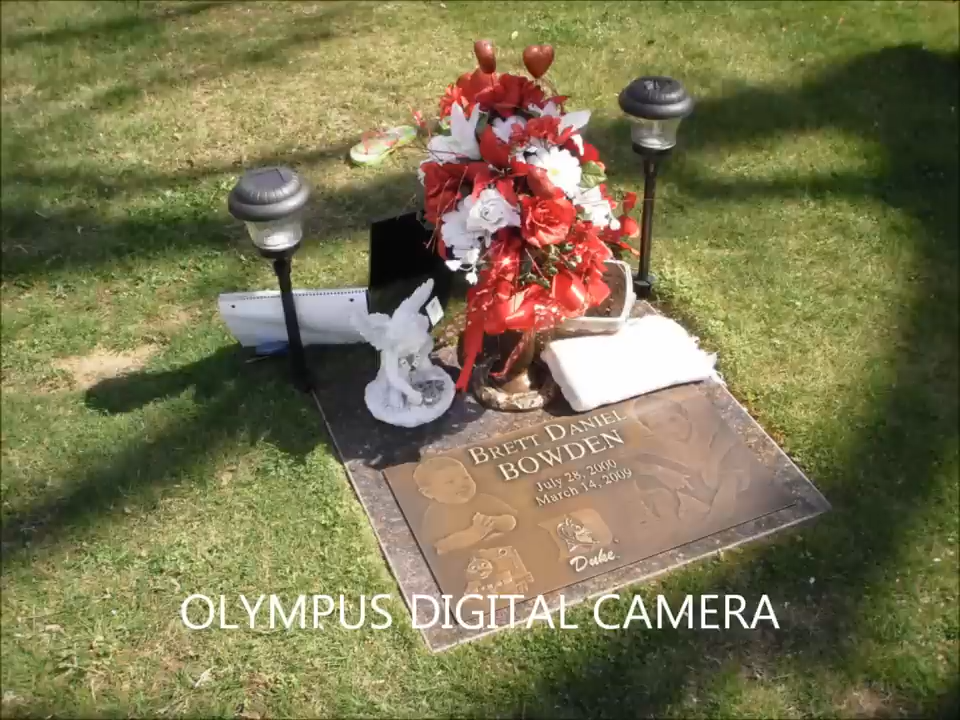 BRETT DANIEL
BOWDEN
July 28, 2000
March 14, 2009
Duke
OLYMPUS DIGITAL CAMERA